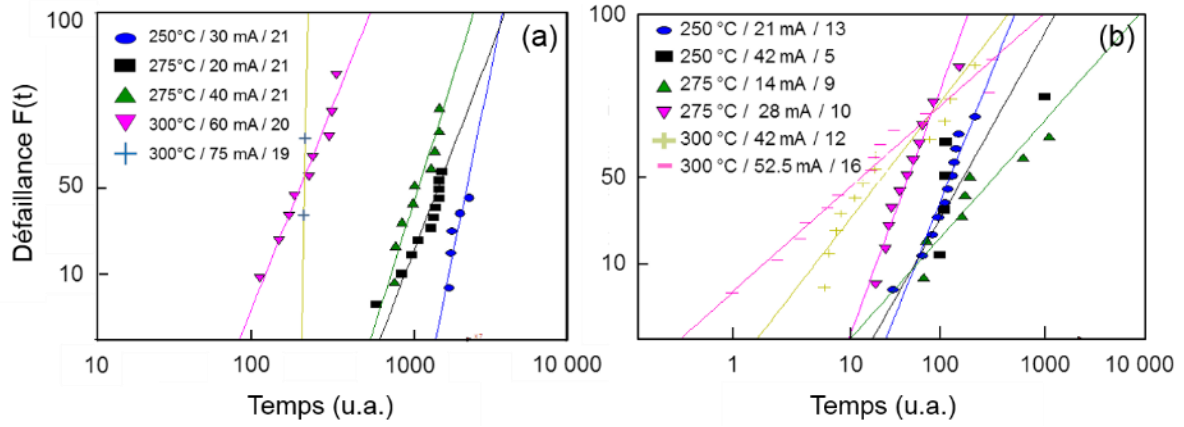 Défaillance F(t)
100
50
10
(a)
250°C / 30 mA / 21
275°C / 20 mA / 21
275°C / 40 mA / 21
300°C / 60 mA / 20
300°C / 75 mA / 19
10 100 1000 10 000
Temps (u.a.)
100
50
10
(b)
250 °C / 21 mA / 13
250 °C / 42 mA / 5
275 °C / 14 mA / 9
275 °C / 28 mA / 10
300 °C / 42 mA / 12
300 °C / 52.5 mA / 16
1 10 100 1000 10 000
Temps (u.a.)